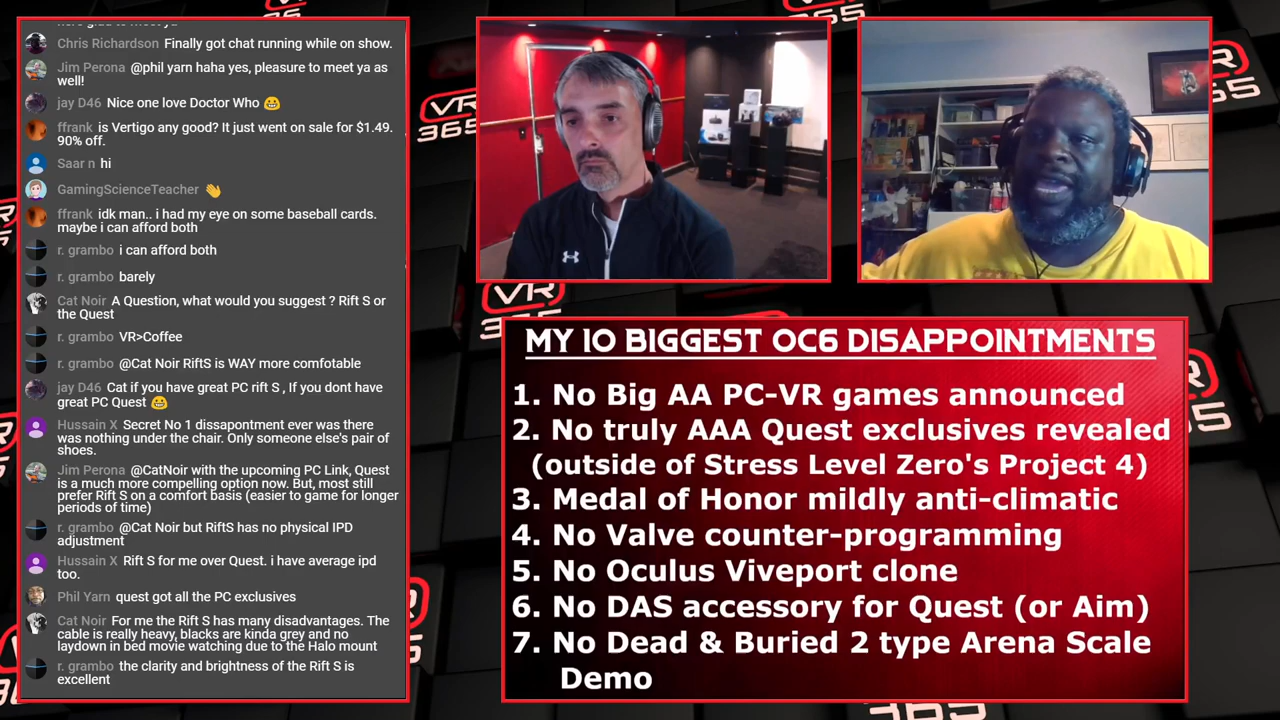 Chris Richardson Finally got chat running while on show.
Jim Perona @phil yarn haha yes, pleasure to meet ya as
well!
jay D46 Nice one love Doctor Who
ffrank is Vertigo any good? It just went on sale for $1.49.
90% off.
Saar n hi
GamingScienceTeacher
ffrank idk man.. i had my eye on some baseball cards.
maybe i can afford both
r. grambo i can afford both
r. grambo barely
Cat Noir A Question, what would you suggest ? Rift S or
the Quest
r. grambo VR>Coffee
r. grambo @Cat Noir RiftS is WAY more comfotable
jay D46 Cat if you have great PC rift S , If you dont have
great PC Quest
Hussain X Secret No 1 dissapontment ever was there
was nothing under the chair. Only someone else's pair of
shoes.
Jim Perona @CatNoir with the upcoming PC Link, Quest
is a much more compelling option now. But, most still
prefer Rift S on a comfort basis (easier to game for longer
periods of time)
r. grambo @Cat Noir but RiftS has no physical IPD
adjustment
Hussain X Rift S for me over Quest. i have average ipd
too.
Phil Yarn quest got all the PC exclusives
Cat Noir For me the Rift S has many disadvantages. The
cable is really heavy, blacks are kinda grey and no
laydown in bed movie watching due to the Halo mount
r. grambo the clarity and brightness of the Rift S is
excellent
VR
365
VR
365
MY 10 BIGGEST OC6 DISAPPOINTMENTS
1. No Big AA PC-VR games announced
2. No truly AAA Quest exclusives revealed
(outside of Stress Level Zero's Project 4)
3. Medal of Honor mildly anti-climatic
4. No Valve counter-programming
5. No Oculus Viveport clone
6. No DAS accessory for Quest (or Aim)
7. No Dead & Buried 2 type Arena Scale
Demo
365